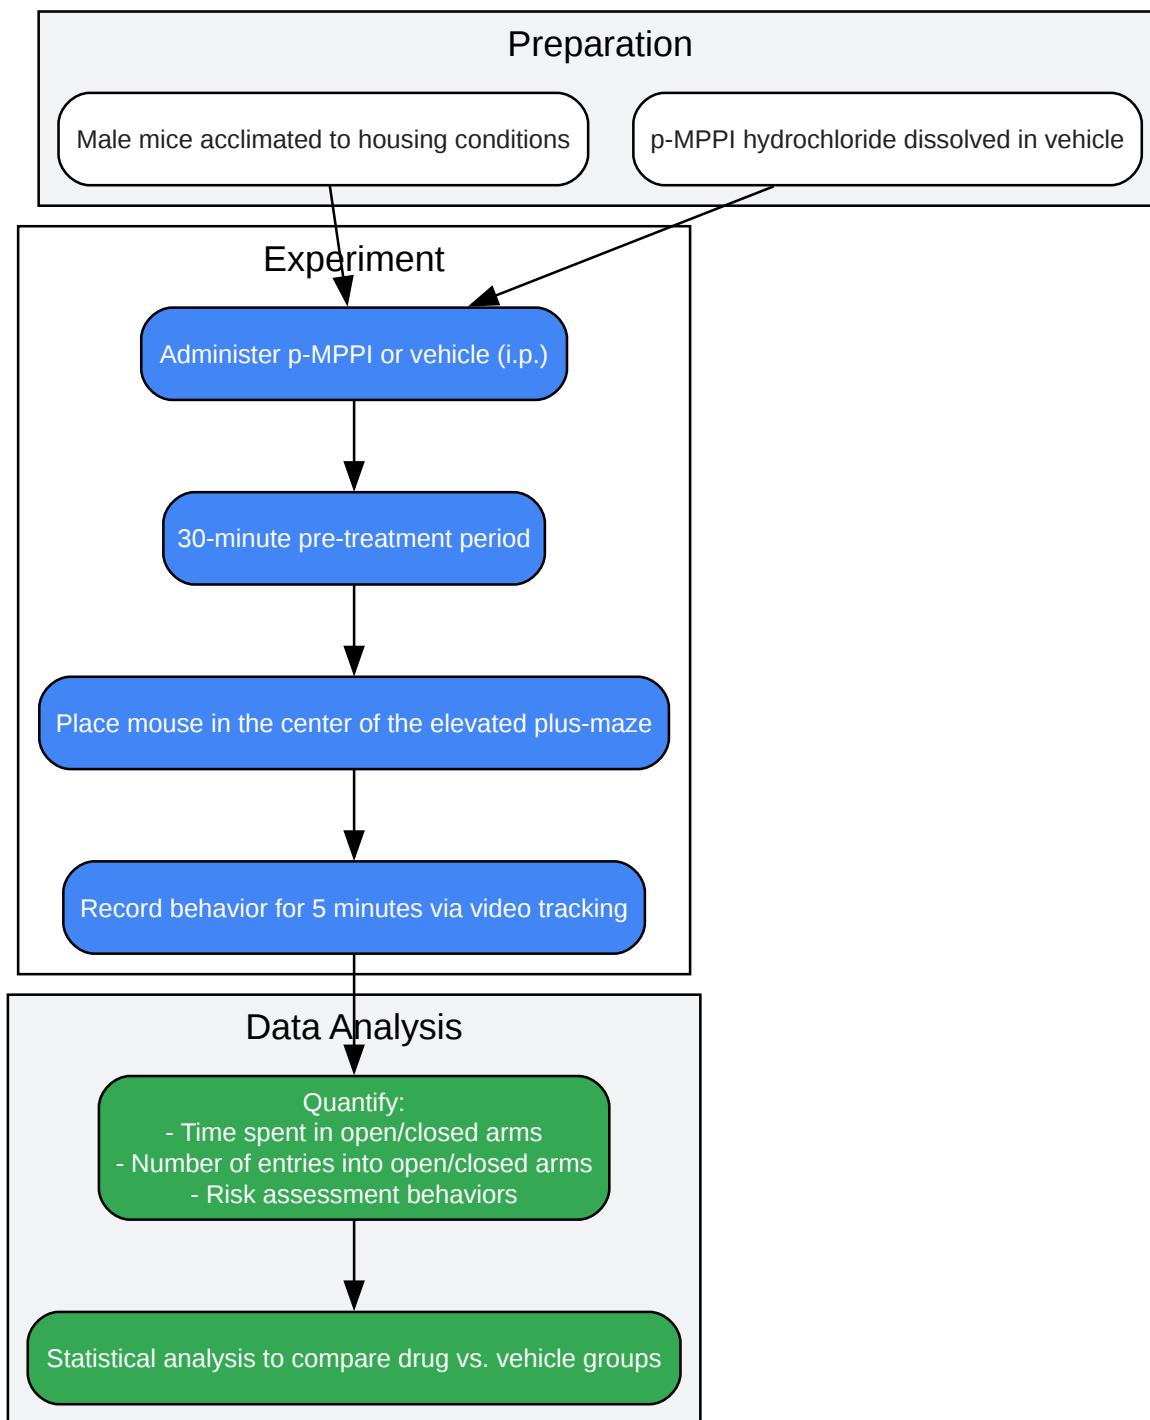 Preparation
Male mice acclimated to housing conditions
p-MPPI hydrochloride dissolved in vehicle
Experiment
Administer p-MPPI or vehicle (i.p.)
30-minute pre-treatment period
Place mouse in the center of the elevated plus-maze
Record behavior for 5 minutes via video tracking
Data Analysis
Quantify:
- Time spent in open/closed arms
- Number of entries into open/closed arms
- Risk assessment behaviors
Statistical analysis to compare drug vs. vehicle groups